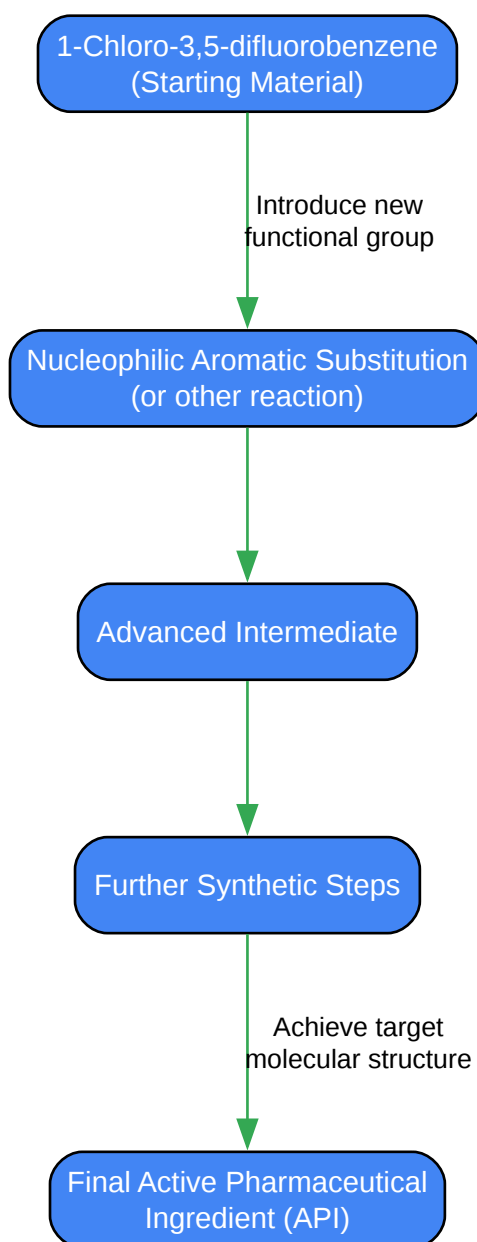 1-Chloro-3,5-difluorobenzene
(Starting Material)
Introduce new
functional group
Nucleophilic Aromatic Substitution
(or other reaction)
Advanced Intermediate
Further Synthetic Steps
Achieve target
molecular structure
Final Active Pharmaceutical
Ingredient (API)